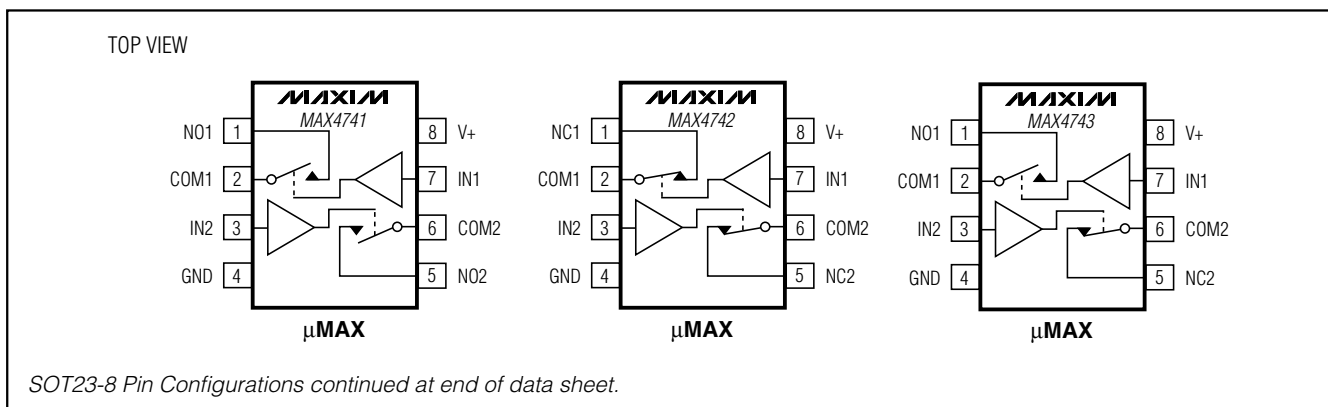 TOP VIEW
MAXIM
MAX4741
NO1 1
COM1 2
IN2 3
GND 4
8 V+
7 IN1
6 COM2
5 NO2
µMAX
MAXIM
MAX4742
NC1 1
COM1 2
IN2 3
GND 4
8 V+
7 IN1
6 COM2
5 NC2
µMAX
MAXIM
MAX4743
NO1 1
COM1 2
IN2 3
GND 4
8 V+
7 IN1
6 COM2
5 NC2
µMAX
SOT23-8 Pin Configurations continued at end of data sheet.